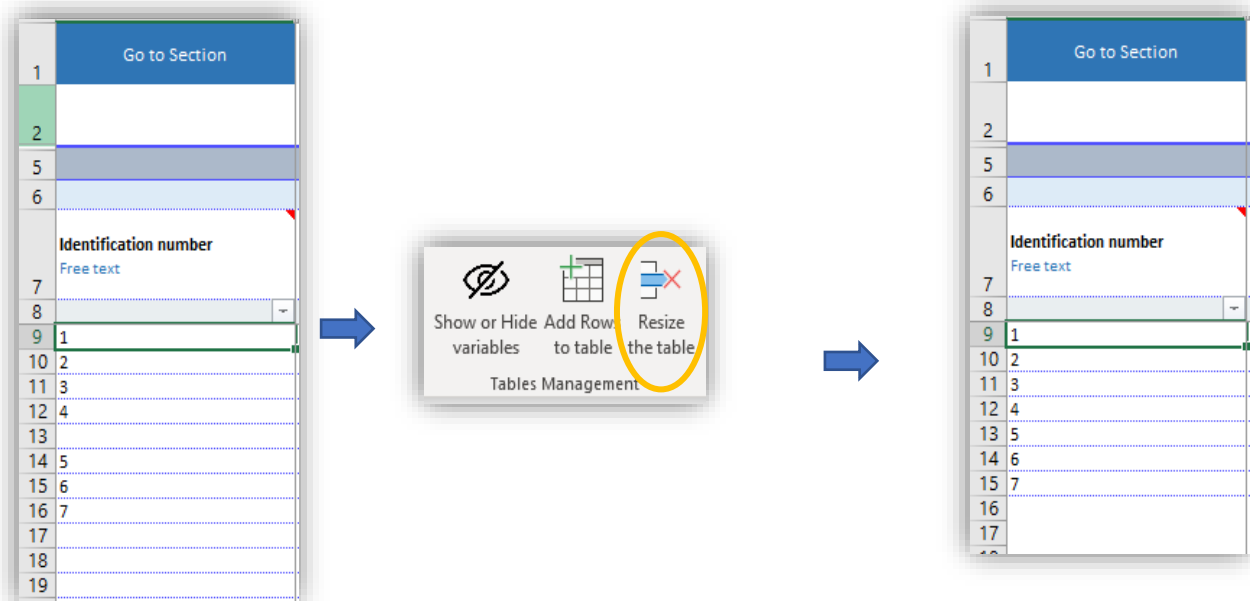 1 Go to Section
2
5
6
Identification number
7 Free text
8
9 1
10 2
11 3
12 4
13
14 5
15 6
16 7
17
18
19
Show or Hide variables
Add Rows to table
Resize the table
Tables Management
1 Go to Section
2
5
6
Identification number
7 Free text
8
9 1
10 2
11 3
12 4
13 5
14 6
15 7
16
17